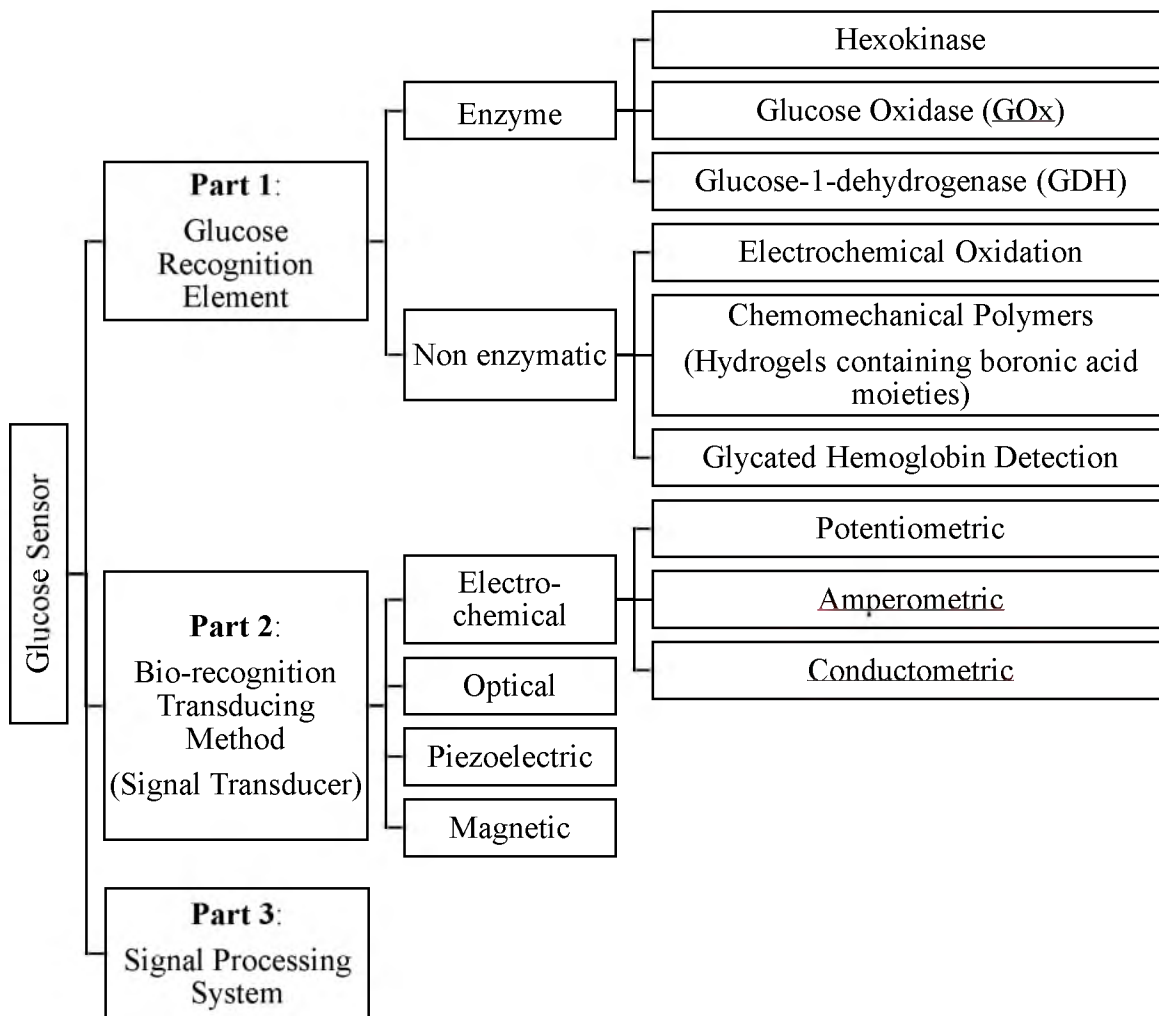 Glucose Sensor
Part 1:
Glucose
Recognition
Element
Enzyme
Hexokinase
Glucose Oxidase (GOx)
Glucose-1-dehydrogenase (GDH)
Non enzymatic
Electrochemical Oxidation
Chemomechanical Polymers
(Hydrogels containing boronic acid
moieties)
Glycated Hemoglobin Detection
Part 2:
Bio-recognition
Transducing
Method
(Signal Transducer)
Electro-
chemical
Potentiometric
Amperometric
Conductometric
Optical
Piezoelectric
Magnetic
Part 3:
Signal Processing
System